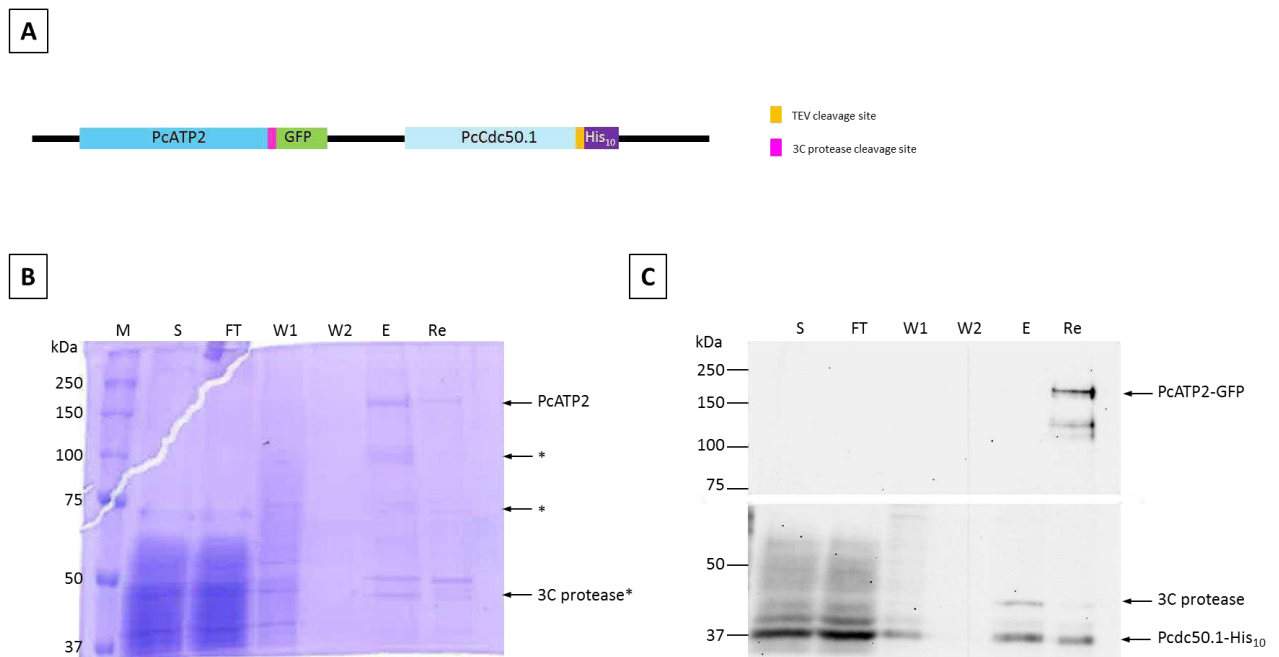 A
PcATP2
GFP
PcCdc50.1
His10
TEV cleavage site
3C protease cleavage site
B
M S FT W1 W2 E Re
kDa
250
150
100
75
50
37
PcATP2
*
*
3C protease*
C
S FT W1 W2 E Re
kDa
250
150
100
75
50
37
PcATP2-GFP
3C protease
Pcdc50.1-His10